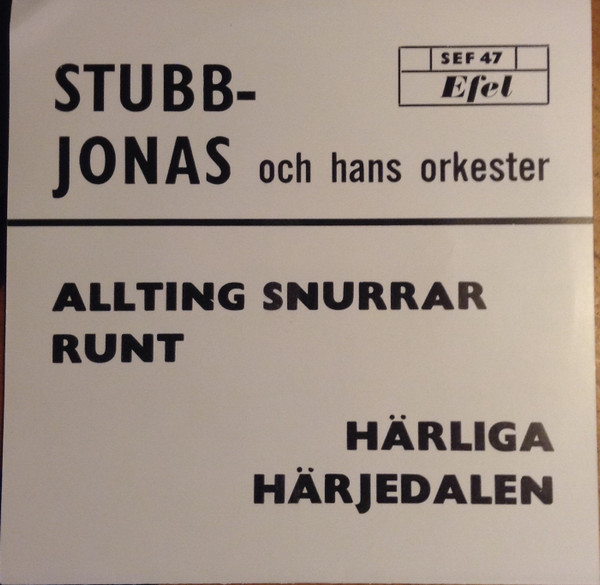 SEF 47
Efel
STUBB-
JONAS och hans orkester
ALLTING SNURRAR
RUNT
HÄRLIGA
HÄRJEDALEN